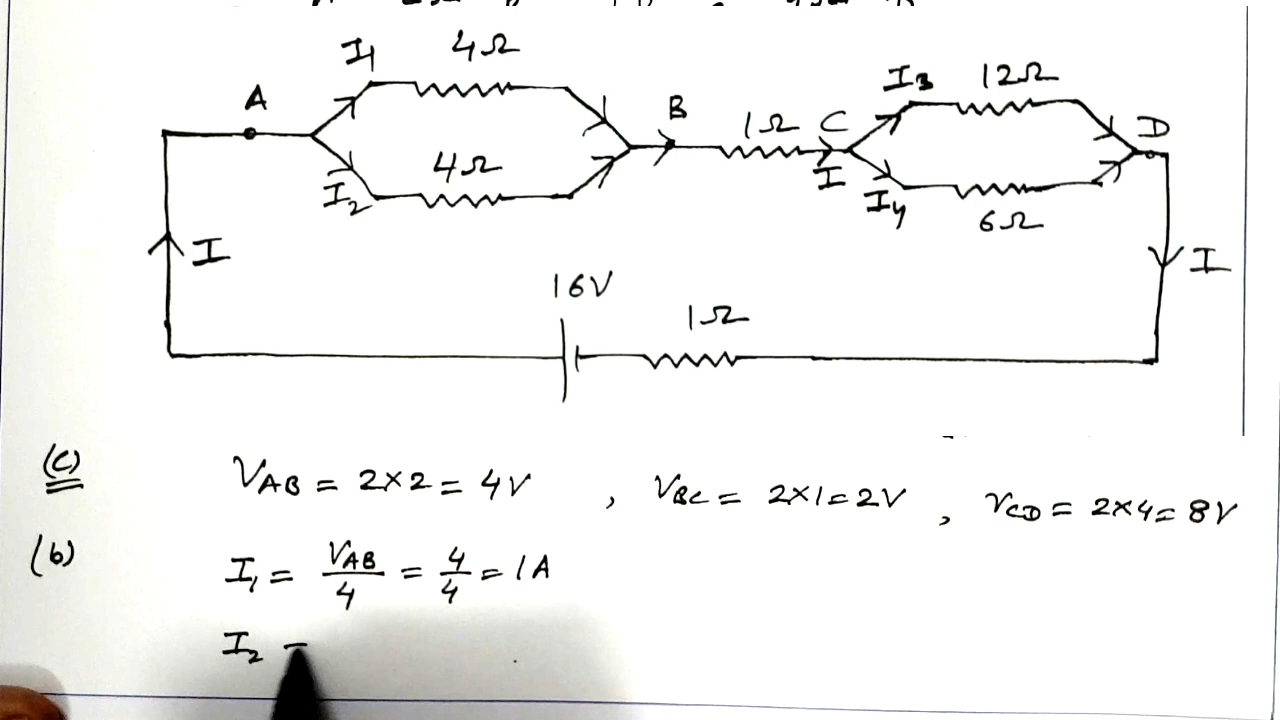 I₁ 4Ω I3 12Ω
A B 1Ω C D
I₂ 4Ω I I4 6Ω
I I
16V 1Ω
(c) VAB = 2×2 = 4V , VBC = 2×1 = 2V , VCD = 2×4 = 8V
(b) I₁ = VAB/4 = 4/4 = 1A
I₂ =